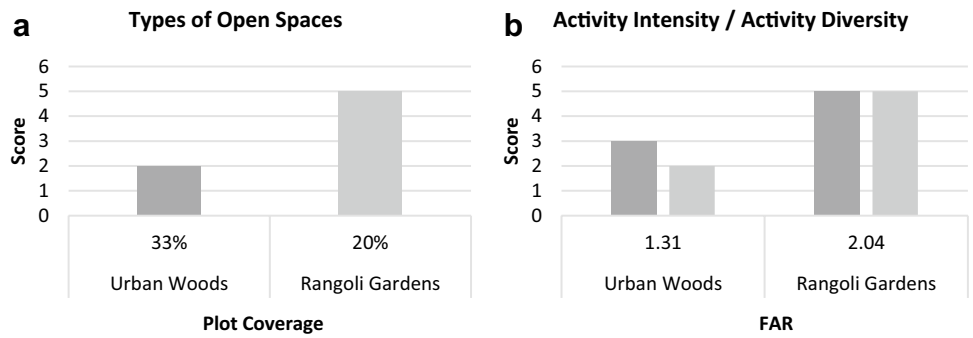 a
Types of Open Spaces
6
5
4
3
2
1
0
Score
33%
20%
Urban Woods
Rangoli Gardens
Plot Coverage
b
Activity Intensity / Activity Diversity
6
5
4
3
2
1
0
Score
1.31
2.04
Urban Woods
Rangoli Gardens
FAR